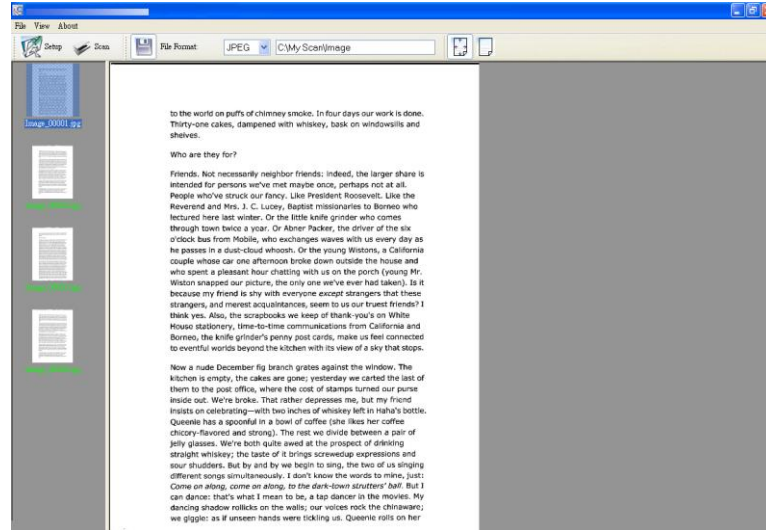 File View About
Setup Scan File Format: JPEG C:\My Scan\Image
Image_00001.jpg
to the world on puffs of chimney smoke. In four days our work is done.
Thirty-one cakes, dampened with whiskey, bask on windowsills and
shelves.
Who are they for?
Friends. Not necessarily neighbor friends: indeed, the larger share is
intended for persons we've met maybe once, perhaps not at all.
People who've struck our fancy. Like President Roosevelt. Like the
Reverend and Mrs. J. C. Lucey, Baptist missionaries to Borneo who
lectured here last winter. Or the little knife grinder who comes
through town twice a year. Or Abner Packer, the driver of the six
o'clock bus from Mobile, who exchanges waves with us every day as
he passes in a dust-cloud whoosh. Or the young Wistons, a California
couple whose car one afternoon broke down outside the house and
who spent a pleasant hour chatting with us on the porch (young Mr.
Wiston snapped our picture, the only one we've ever had taken). Is it
because my friend is shy with everyone except strangers that these
strangers, and merest acquaintances, seem to us our truest friends? I
think yes. Also, the scrapbooks we keep of thank-you's on White
House stationery, time-to-time communications from California and
Borneo, the knife grinder's penny post cards, make us feel connected
to eventful worlds beyond the kitchen with its view of a sky that stops.
Now a nude December fig branch grates against the window. The
kitchen is empty, the cakes are gone; yesterday we carted the last of
them to the post office, where the cost of stamps turned our purse
inside out. We're broke. That rather depresses me, but my friend
insists on celebrating—with two inches of whiskey left in Haha's bottle.
Queenie has a spoonful in a bowl of coffee (she likes her coffee
chicory-flavored and strong). The rest we divide between a pair of
jelly glasses. We're both quite awed at the prospect of drinking
straight whiskey; the taste of it brings screwedup expressions and
sour shudders. But by and by we begin to sing, the two of us singing
different songs simultaneously. I don't know the words to mine, just:
Come on along, come on along, to the dark-town strutters' ball. But I
can dance: that's what I mean to be, a tap dancer in the movies. My
dancing shadow rollicks on the walls; our voices rock the chinaware;
we giggle: as if unseen hands were tickling us. Queenie rolls on her